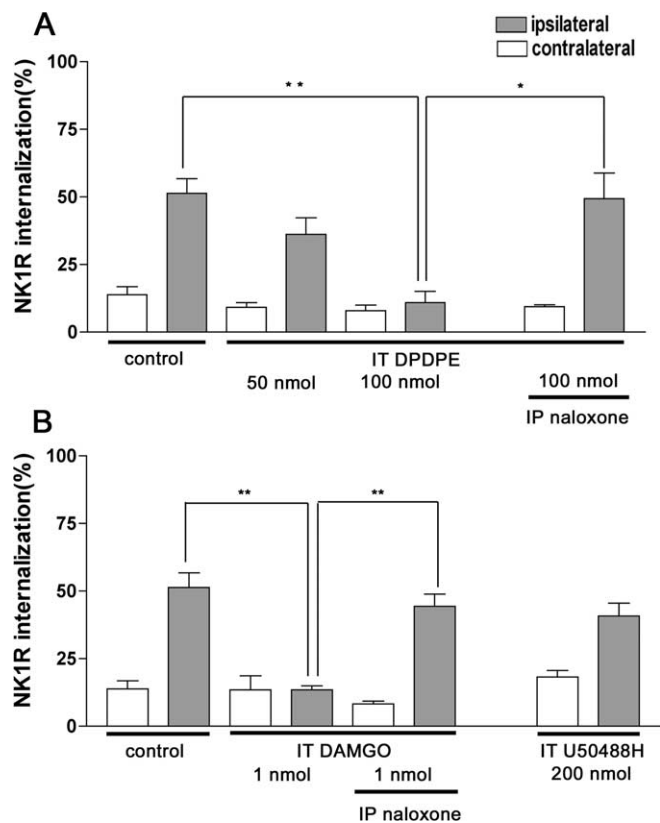 A
ipsilateral
contralateral
NK1R internalization(%)
100
75
50
25
0
** *
control
IT DPDPE
50 nmol 100 nmol 100 nmol
IP naloxone
B
NK1R internalization(%)
100
75
50
25
0
** **
control
IT DAMGO
IT U50488H
1 nmol 1 nmol 200 nmol
IP naloxone